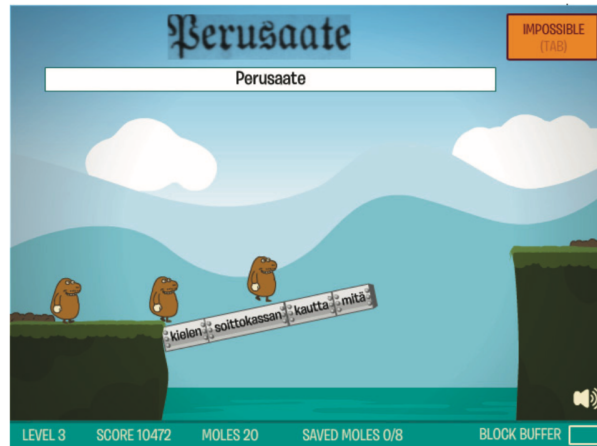 Perusaate
IMPOSSIBLE
(TAB)
Perusaate
kielen soittokassan kautta mitä
LEVEL 3 SCORE 10472 MOLES 20 SAVED MOLES 0/8 BLOCK BUFFER